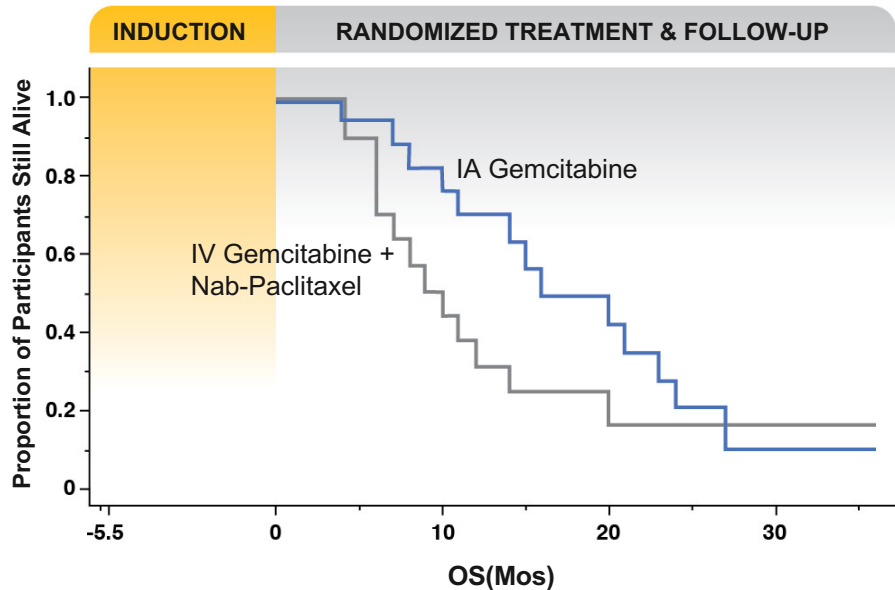 INDUCTION
RANDOMIZED TREATMENT & FOLLOW-UP
Proportion of Participants Still Alive
1.0
0.8
0.6
0.4
0.2
0
IA Gemcitabine
IV Gemcitabine +
Nab-Paclitaxel
-5.5
0
10
20
30
OS(Mos)